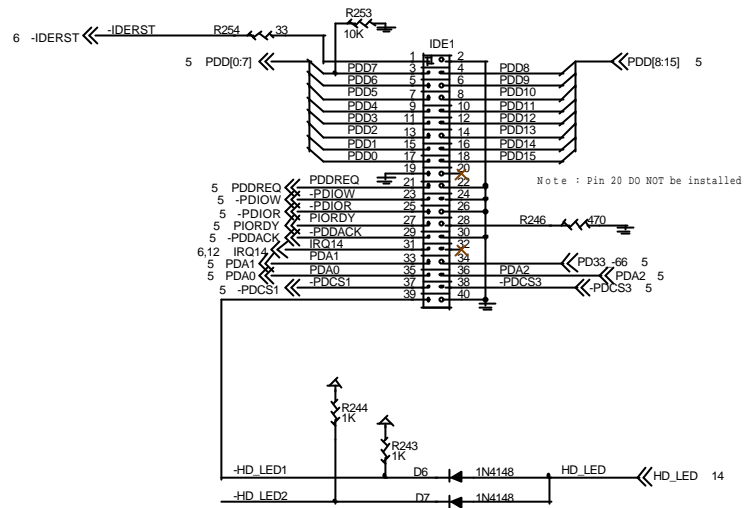 R253
10K
6 -IDERST -IDERST R254 33
IDE1
1 2
5 PDD[0:7] PDD[8:15] 5
PDD7 3 4 PDD8
PDD6 5 6 PDD9
PDD5 7 8 PDD10
PDD4 9 10 PDD11
PDD3 11 12 PDD12
PDD2 13 14 PDD13
PDD1 15 16 PDD14
PDD0 17 18 PDD15
19 20
Note : Pin 20 DO NOT be installed
5 PDDREQ PDDREQ 21 22
5 -PDIOW -PDIOW 23 24
5 -PDIOR -PDIOR 25 26
5 PIORDY PIORDY 27 28 R246 470
5 -PDDACK -PDDACK 29 30
6,12 IRQ14 IRQ14 31 32
5 PDA1 PDA1 33 34 PD33_-66 5
5 PDA0 PDA0 35 36 PDA2 PDA2 5
5 -PDCS1 -PDCS1 37 38 -PDCS3 -PDCS3 5
39 40
R244
1K
R243
1K
-HD_LED1 D6 1N4148 HD_LED HD_LED 14
-HD_LED2 D7 1N4148